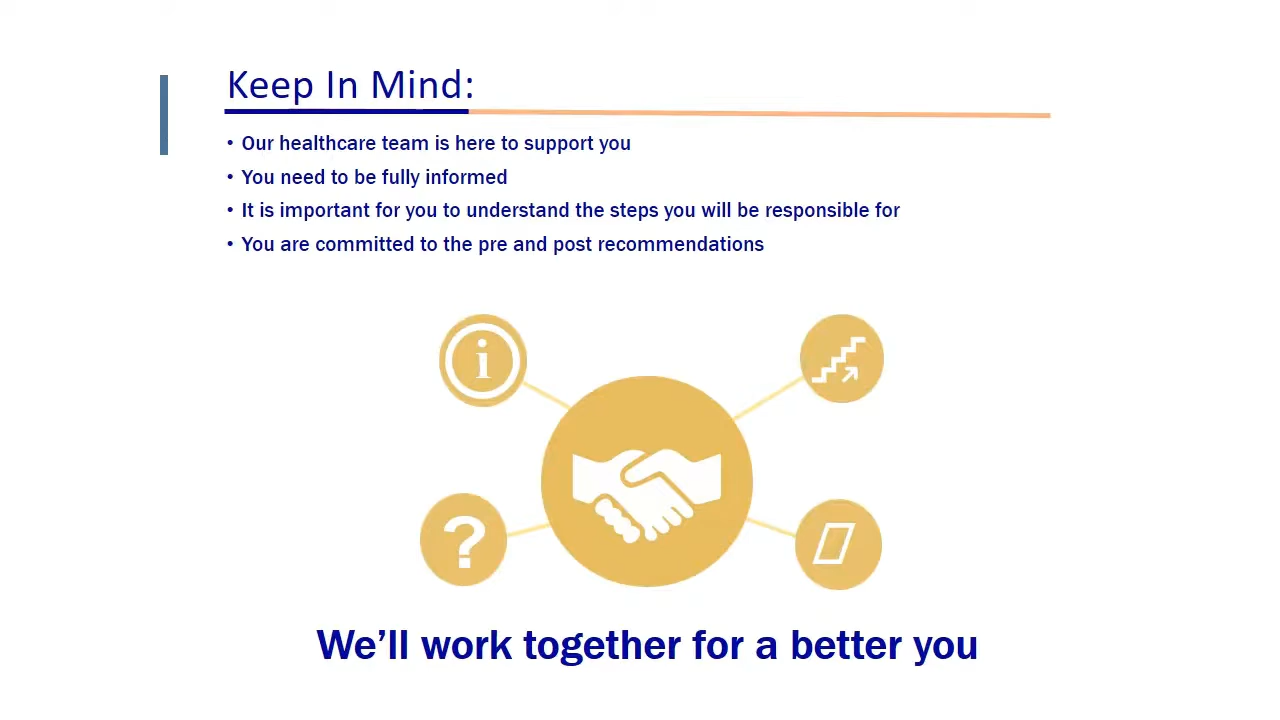 Keep In Mind:
• Our healthcare team is here to support you
• You need to be fully informed
• It is important for you to understand the steps you will be responsible for
• You are committed to the pre and post recommendations
i
?
We’ll work together for a better you